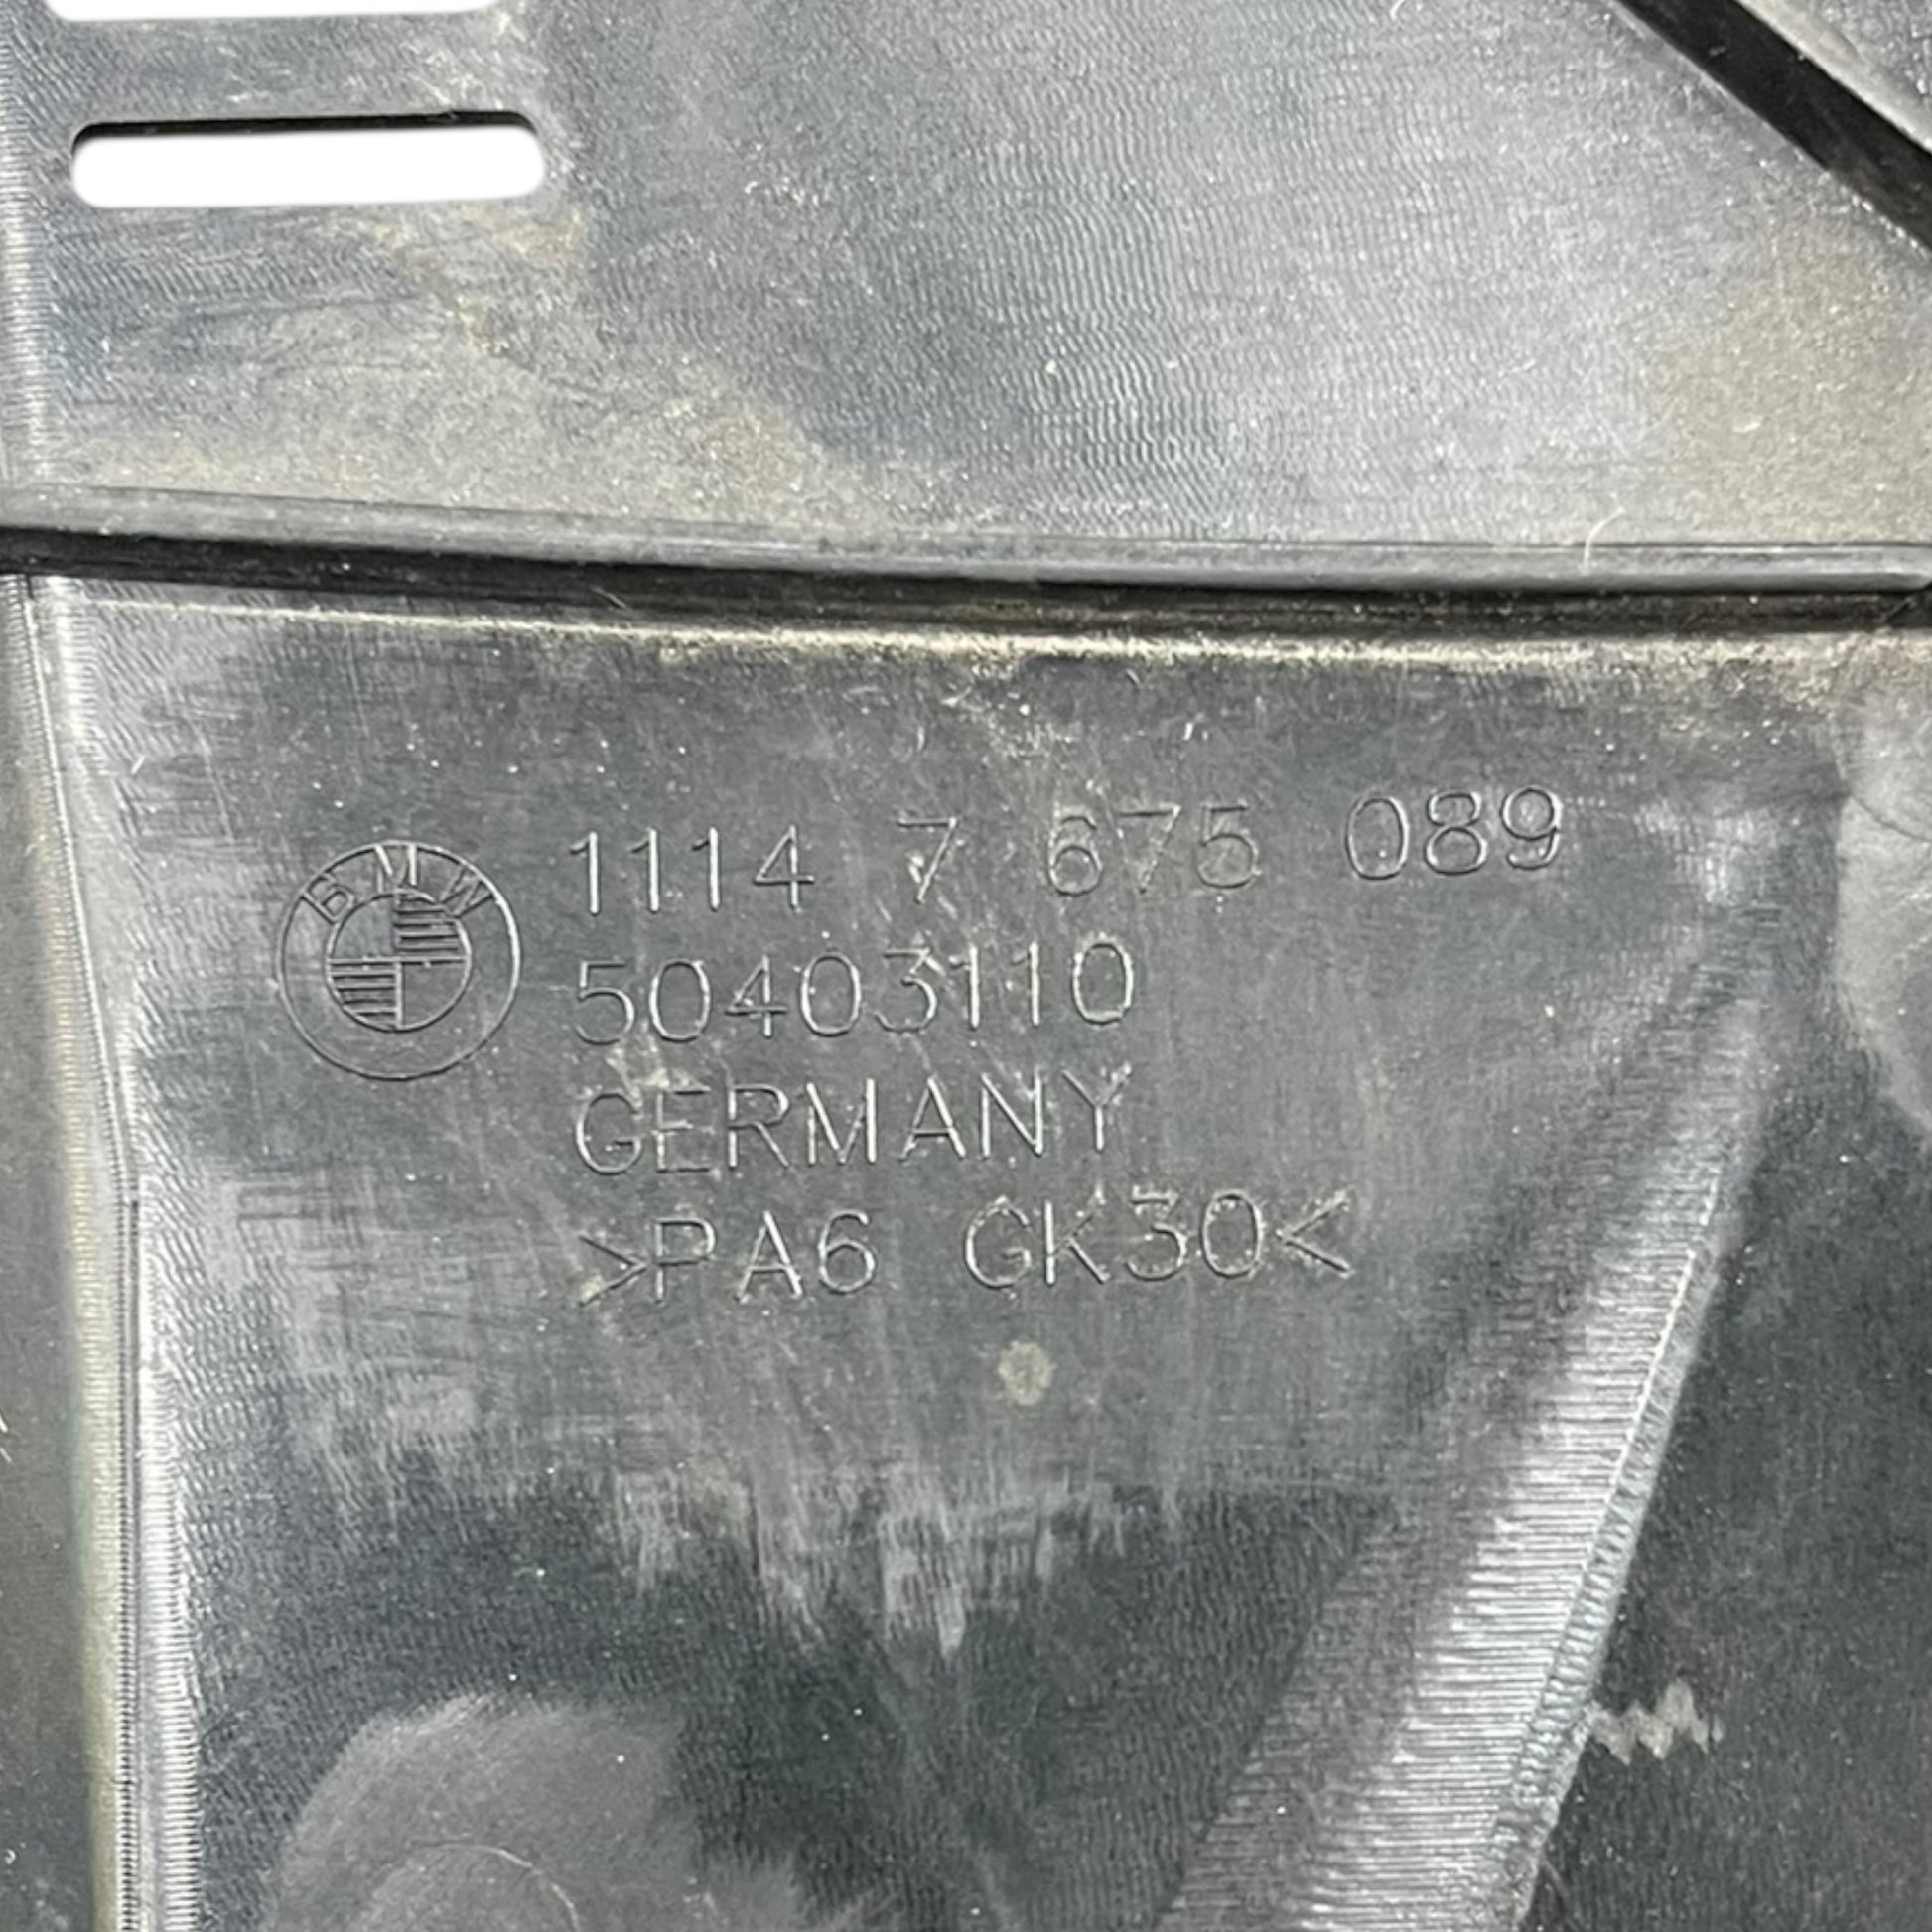 BMW
1114 7 675 089
50403110
GERMANY
>PA6 GK30<